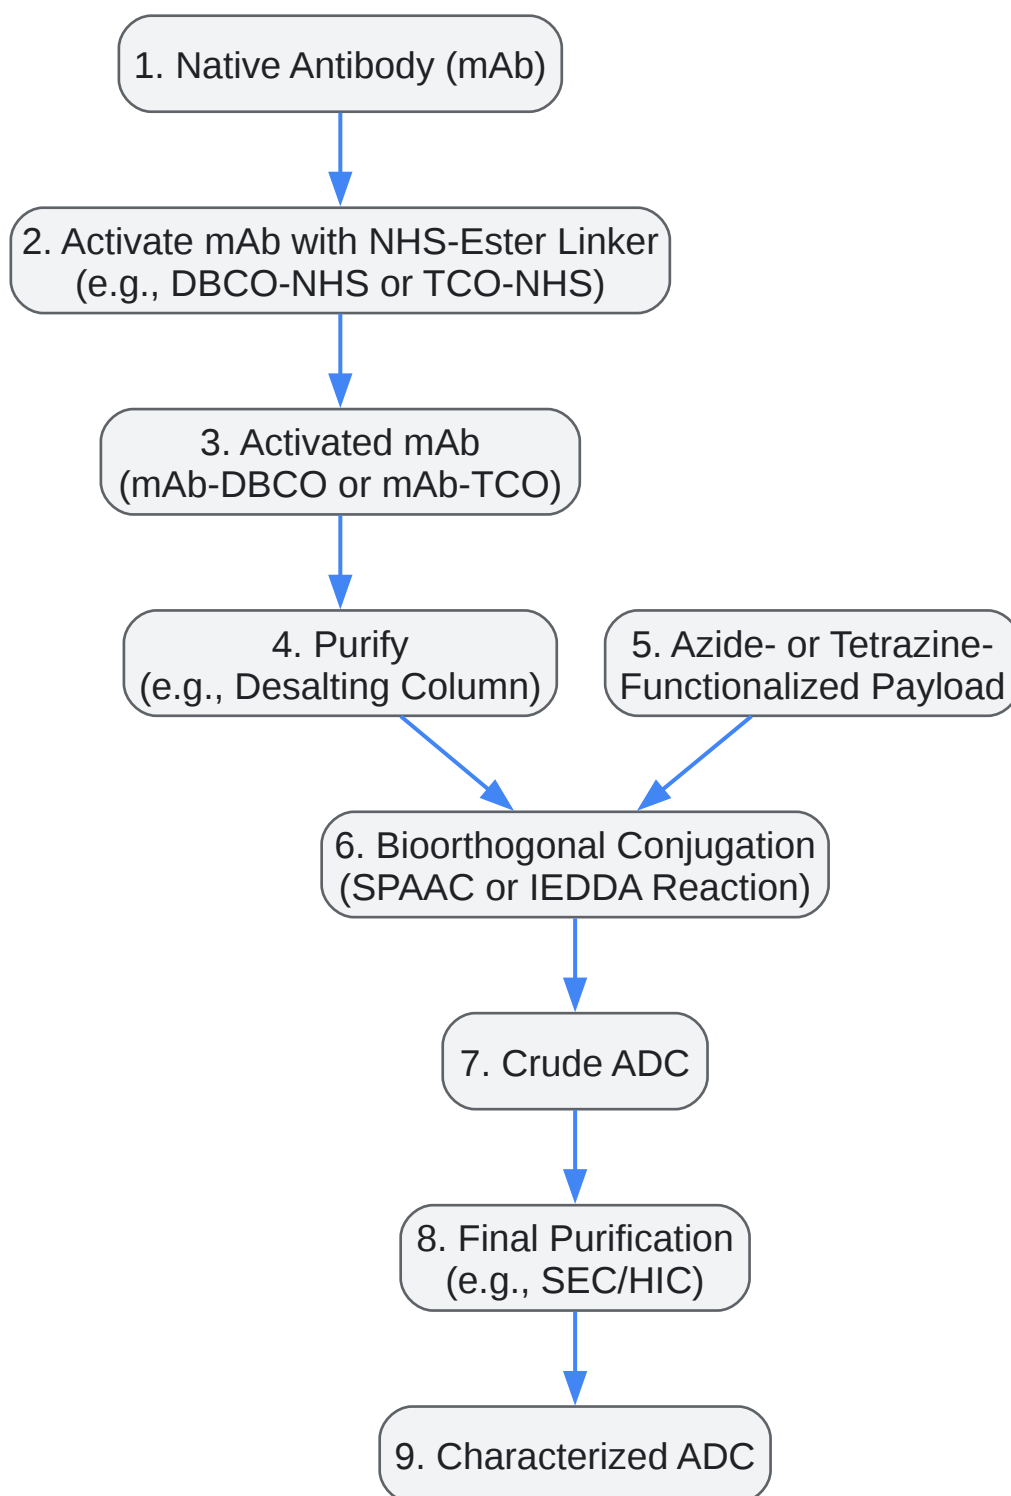 1. Native Antibody (mAb)
2. Activate mAb with NHS-Ester Linker
(e.g., DBCO-NHS or TCO-NHS)
3. Activated mAb
(mAb-DBCO or mAb-TCO)
4. Purify
(e.g., Desalting Column)
5. Azide- or Tetrazine-
Functionalized Payload
6. Bioorthogonal Conjugation
(SPAAC or IEDDA Reaction)
7. Crude ADC
8. Final Purification
(e.g., SEC/HIC)
9. Characterized ADC